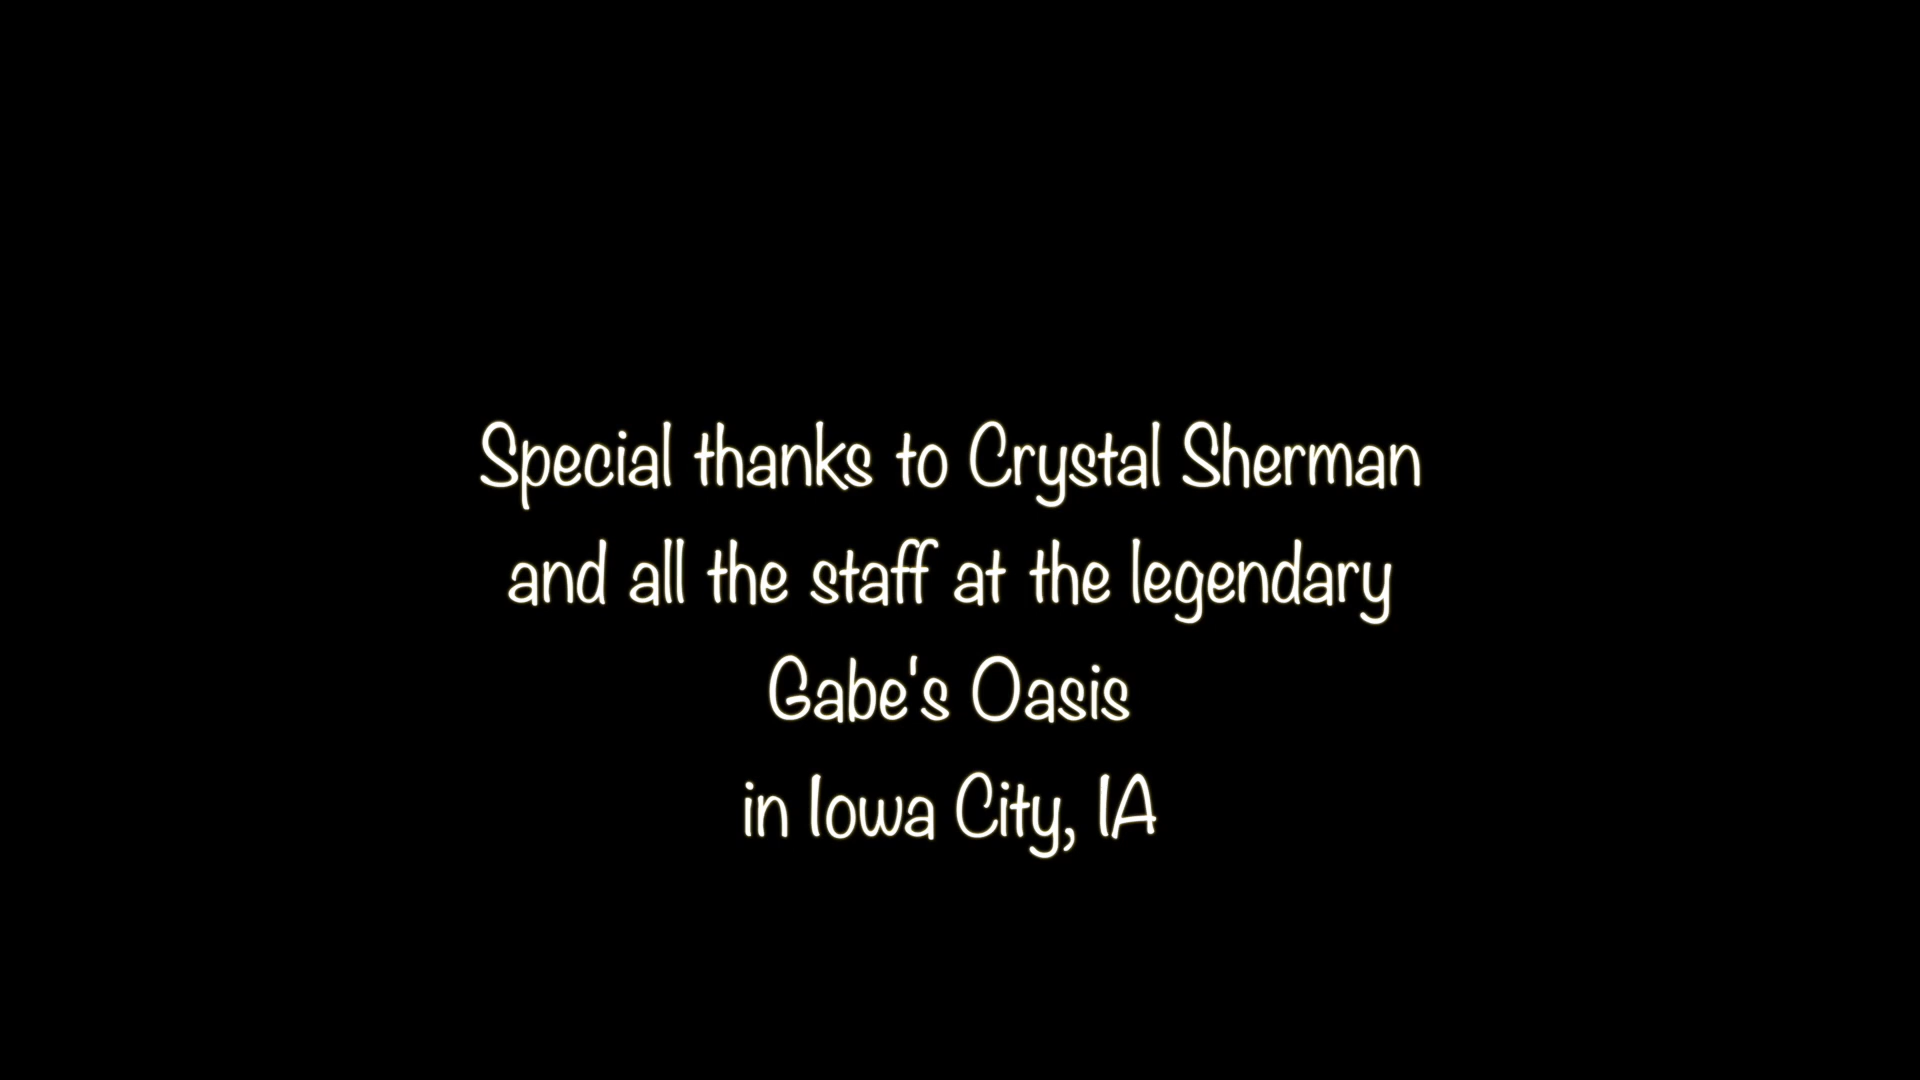 Special thanks to Crystal Sherman
and all the staff at the legendary
Gabe's Oasis
in Iowa City, IA